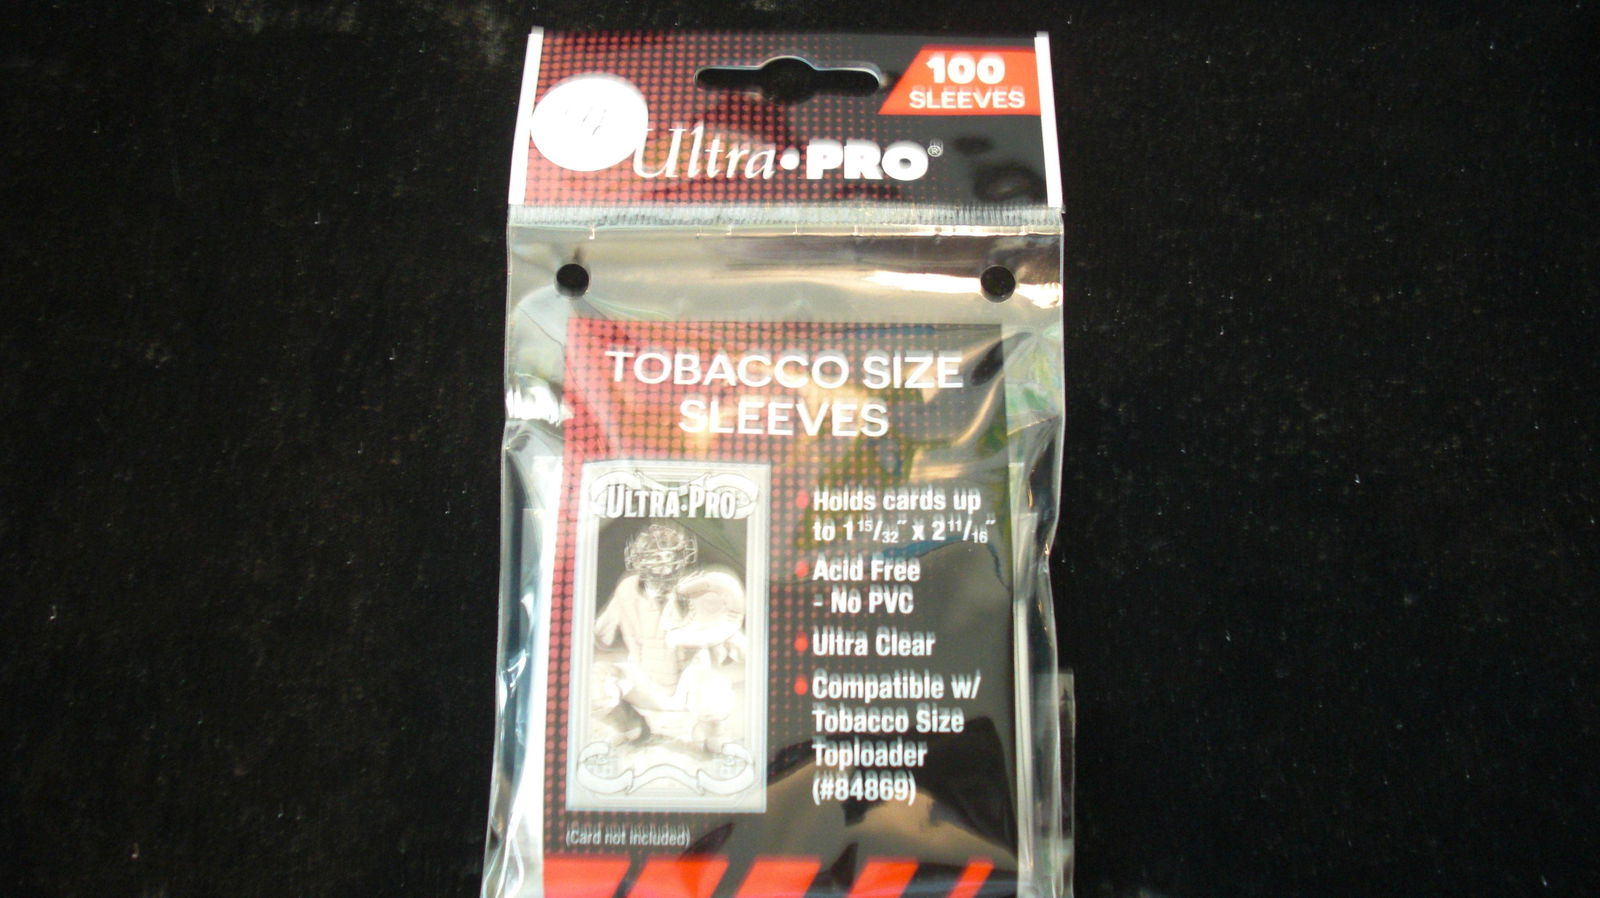 100
SLEEVES
Ultra•PRO®
TOBACCO SIZE
SLEEVES
ULTRA•PRO
• Holds cards up
to 1 15/32" x 2 11/16"
• Acid Free
- No PVC
• Ultra Clear
• Compatible w/
Tobacco Size
Toploader
(#84869)
(Card not included)